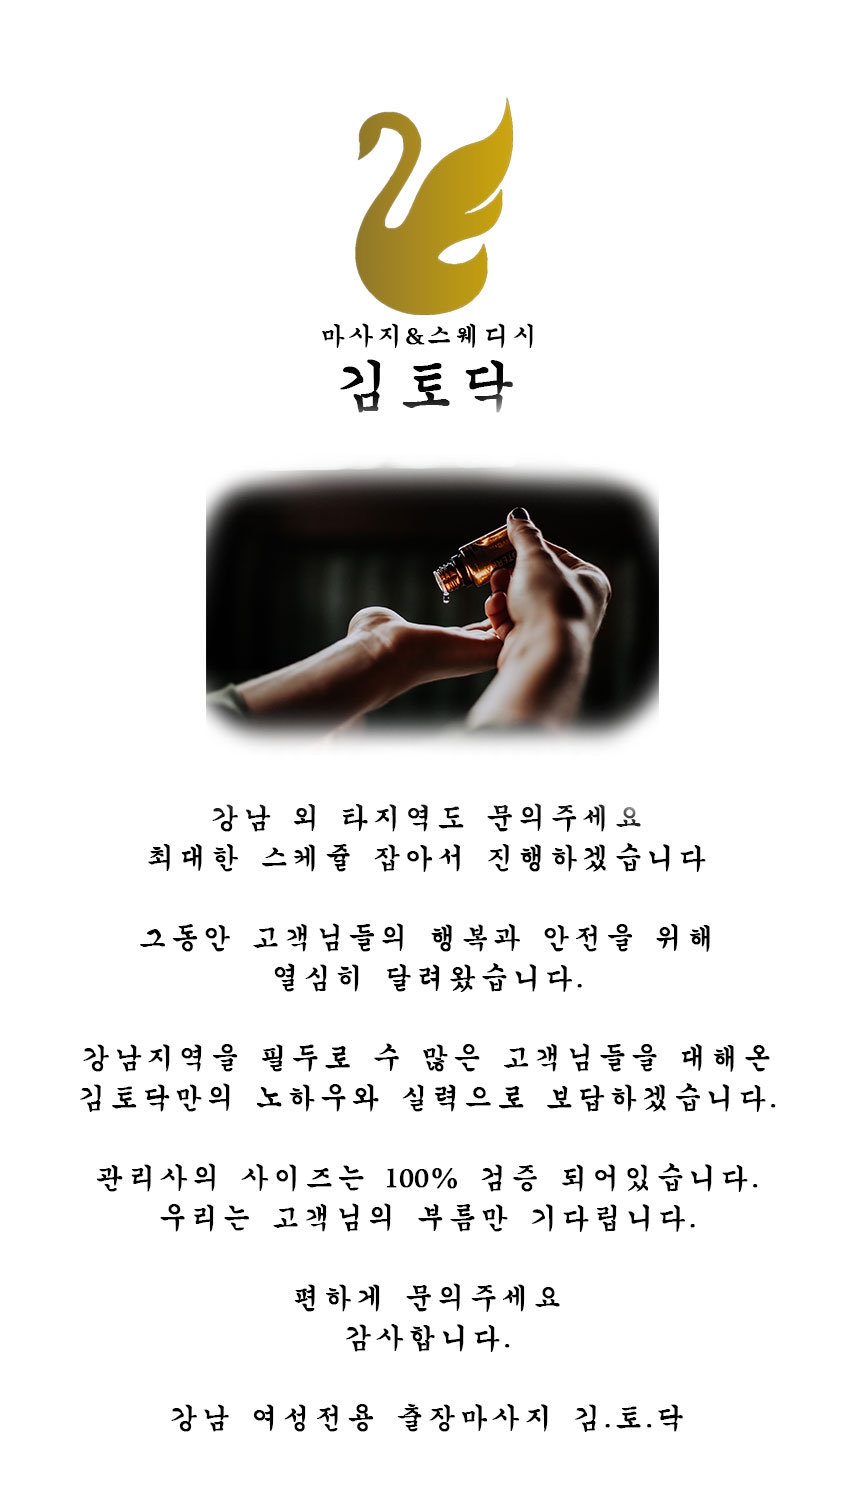 마사지&스웨디시
김토닥
강남 외 타지역도 문의주세요
최대한 스케쥴 잡아서 진행하겠습니다
그동안 고객님들의 행복과 안전을 위해
열심히 달려왔습니다.
강남지역을 필두로 수 많은 고객님들을 대해온
김토닥만의 노하우와 실력으로 보답하겠습니다.
관리사의 사이즈는 100% 검증 되어있습니다.
우리는 고객님의 부름만 기다립니다.
편하게 문의주세요
감사합니다.
강남 여성전용 출장마사지 김.토.닥